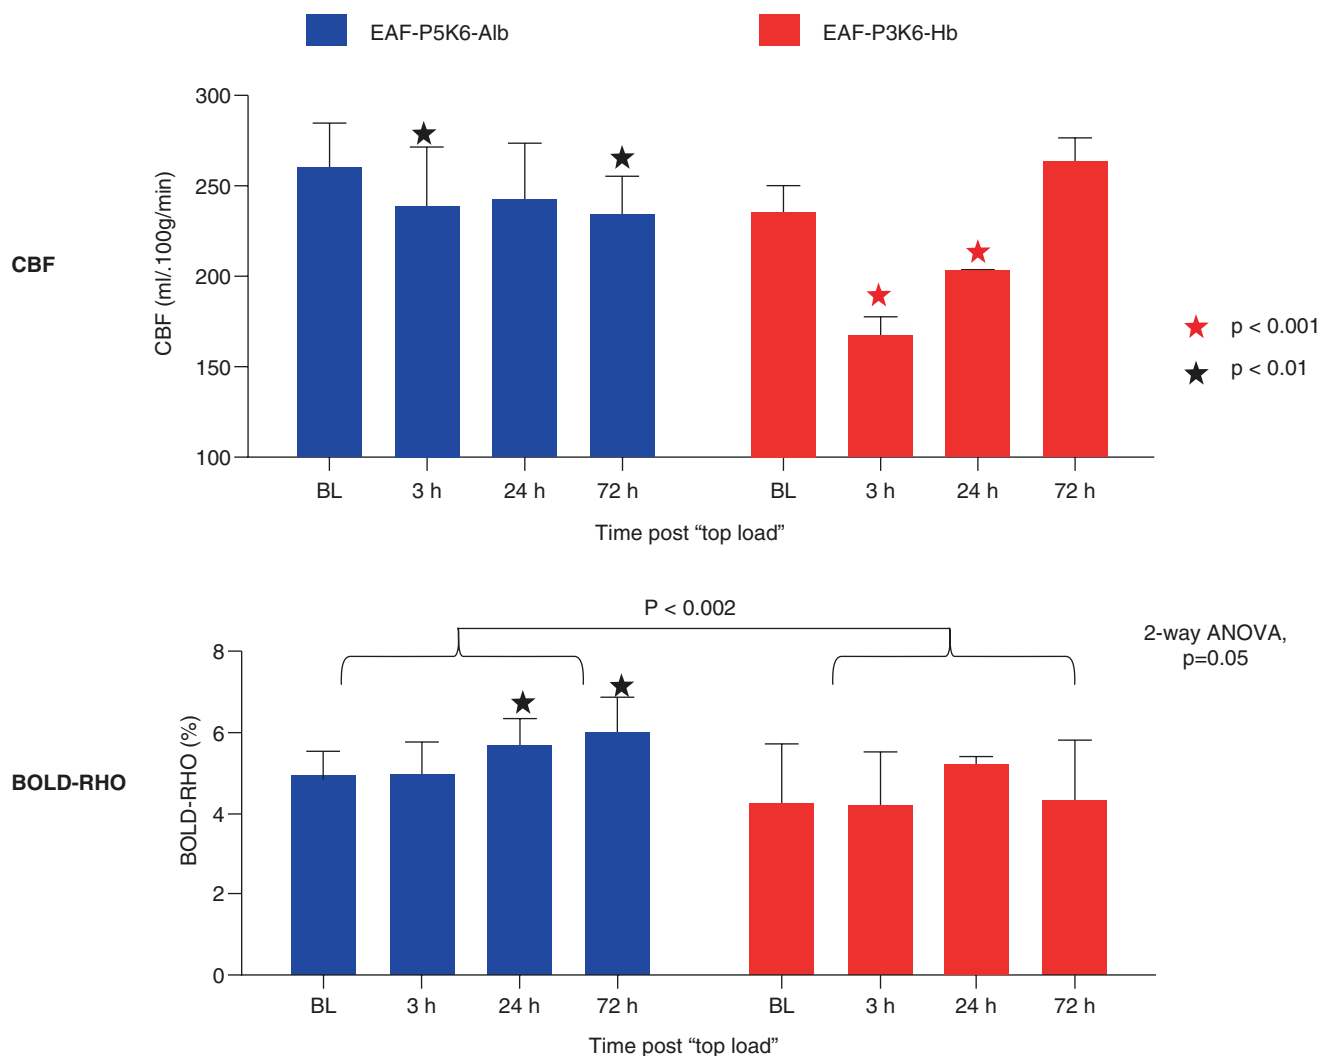 EAF-P5K6-Alb
EAF-P3K6-Hb
CBF
CBF (ml/.100g/min)
300
250
200
150
100
BL
3 h
24 h
72 h
BL
3 h
24 h
72 h
Time post “top load”
p < 0.001
p < 0.01
P < 0.002
2-way ANOVA,
p=0.05
BOLD-RHO
BOLD-RHO (%)
8
6
4
2
0
BL
3 h
24 h
72 h
BL
3 h
24 h
72 h
Time post “top load”